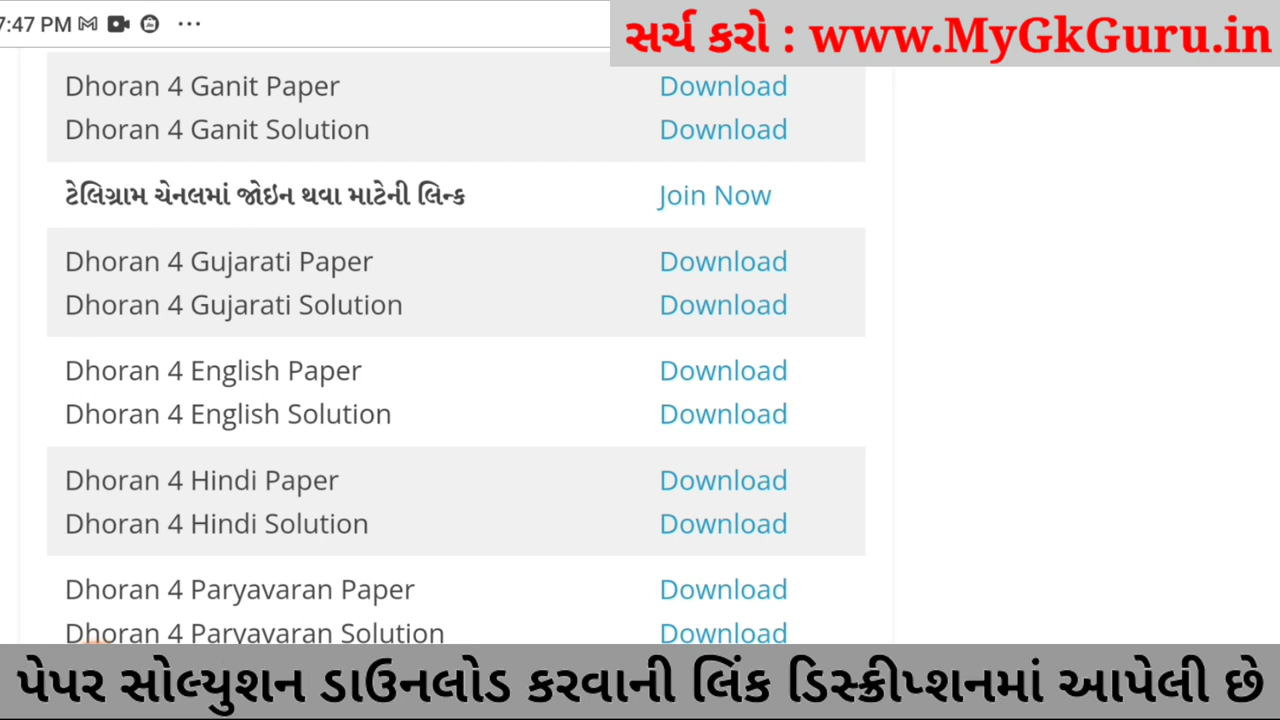 7:47 PM
સર્ચ કરો : www.MyGkGuru.in
Dhoran 4 Ganit Paper Download
Dhoran 4 Ganit Solution Download
ટેલિગ્રામ ચેનલમાં જોઇન થવા માટેની લિન્ક Join Now
Dhoran 4 Gujarati Paper Download
Dhoran 4 Gujarati Solution Download
Dhoran 4 English Paper Download
Dhoran 4 English Solution Download
Dhoran 4 Hindi Paper Download
Dhoran 4 Hindi Solution Download
Dhoran 4 Paryavaran Paper Download
Dhoran 4 Paryavaran Solution Download
પેપર સોલ્યુશન ડાઉનલોડ કરવાની લિંક ડિસ્ક્રીપ્શનમાં આપેલી છે